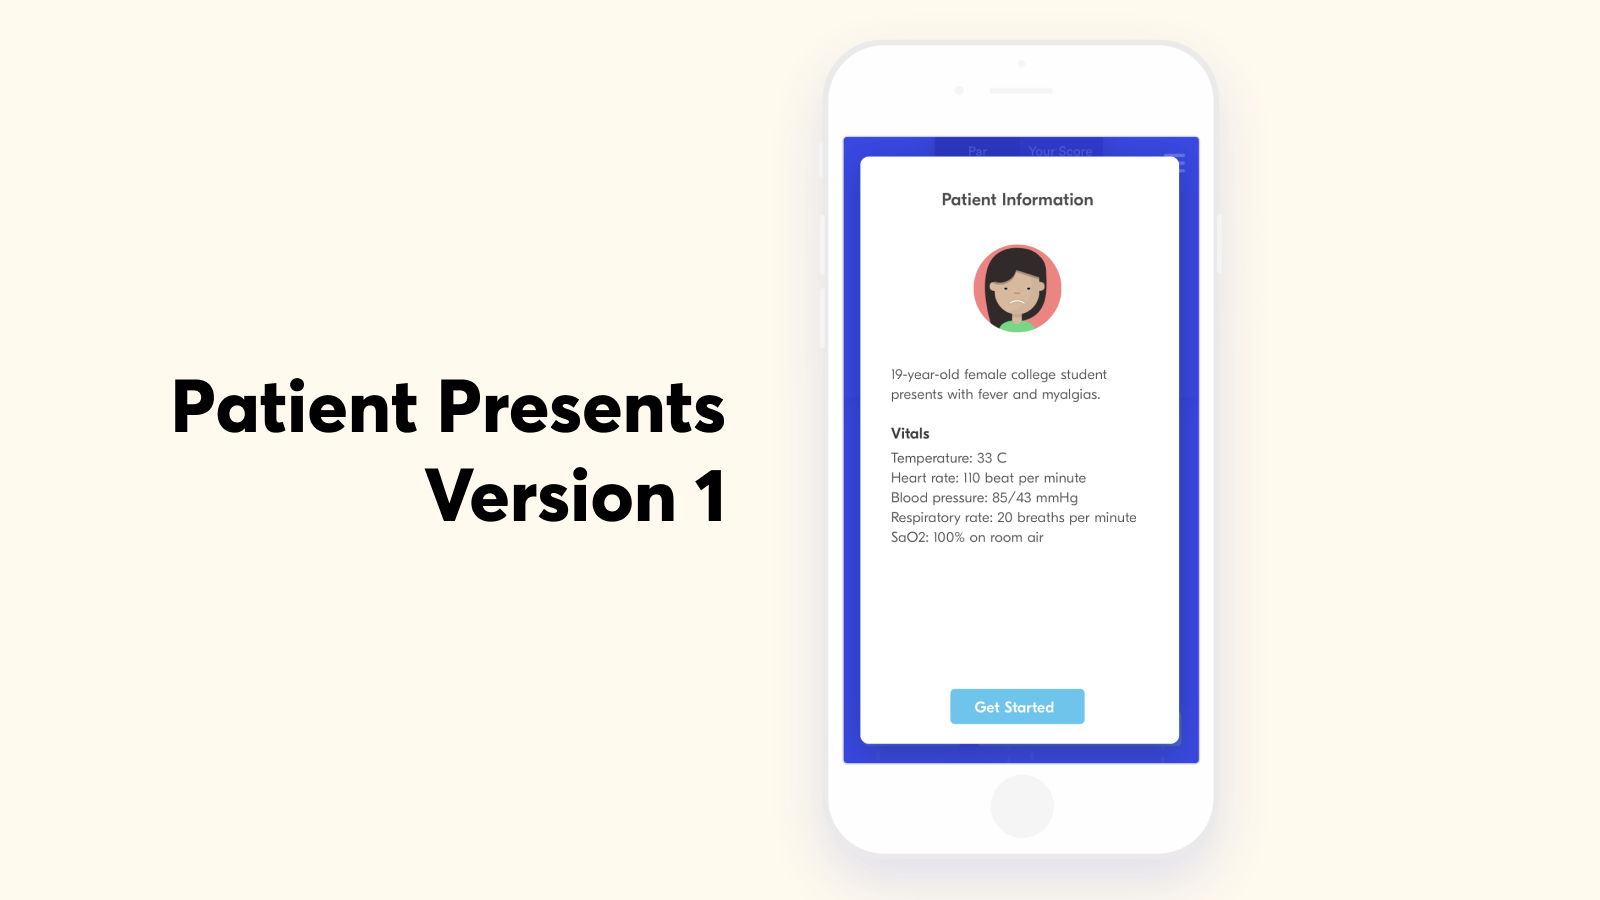 Patient Presents
Version 1
Par
Your Score
Patient Information
19-year-old female college student
presents with fever and myalgias.
Vitals
Temperature: 33 C
Heart rate: 110 beat per minute
Blood pressure: 85/43 mmHg
Respiratory rate: 20 breaths per minute
SaO2: 100% on room air
Get Started